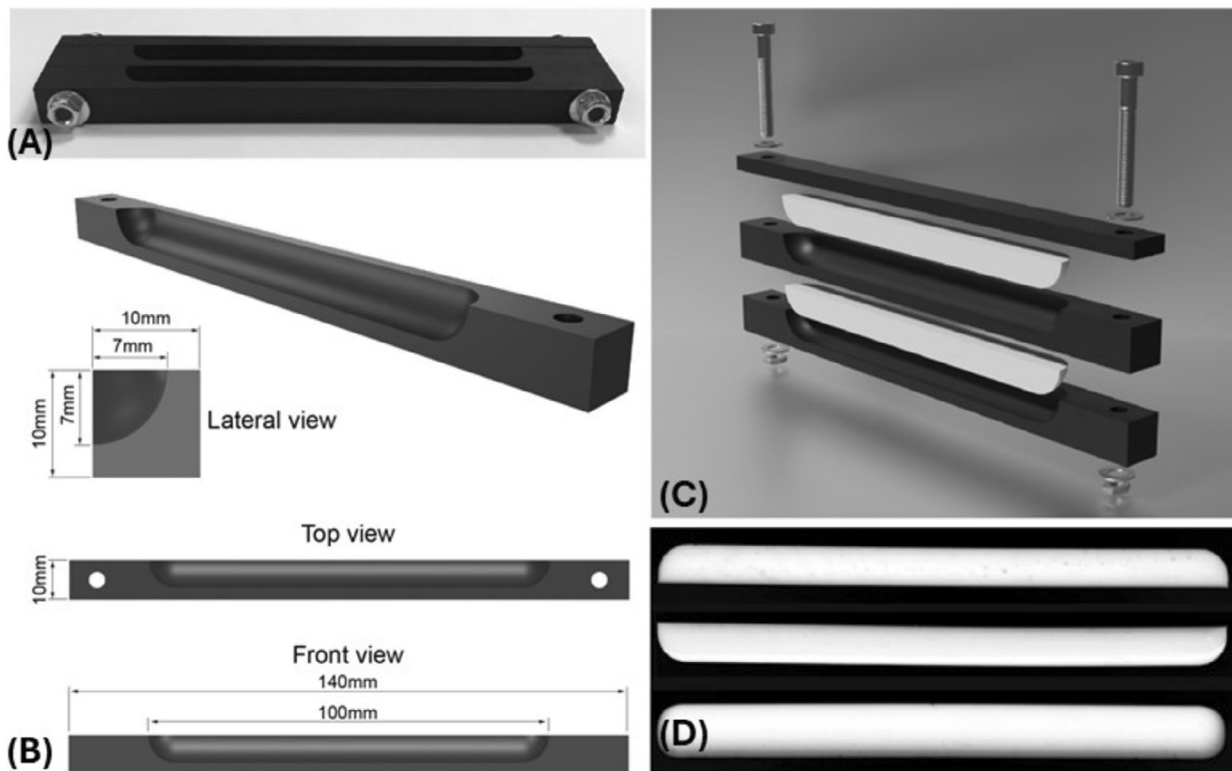 (A)
10mm
7mm
10mm
7mm
Lateral view
Top view
10mm
Front view
140mm
100mm
(B)
(C)
(D)